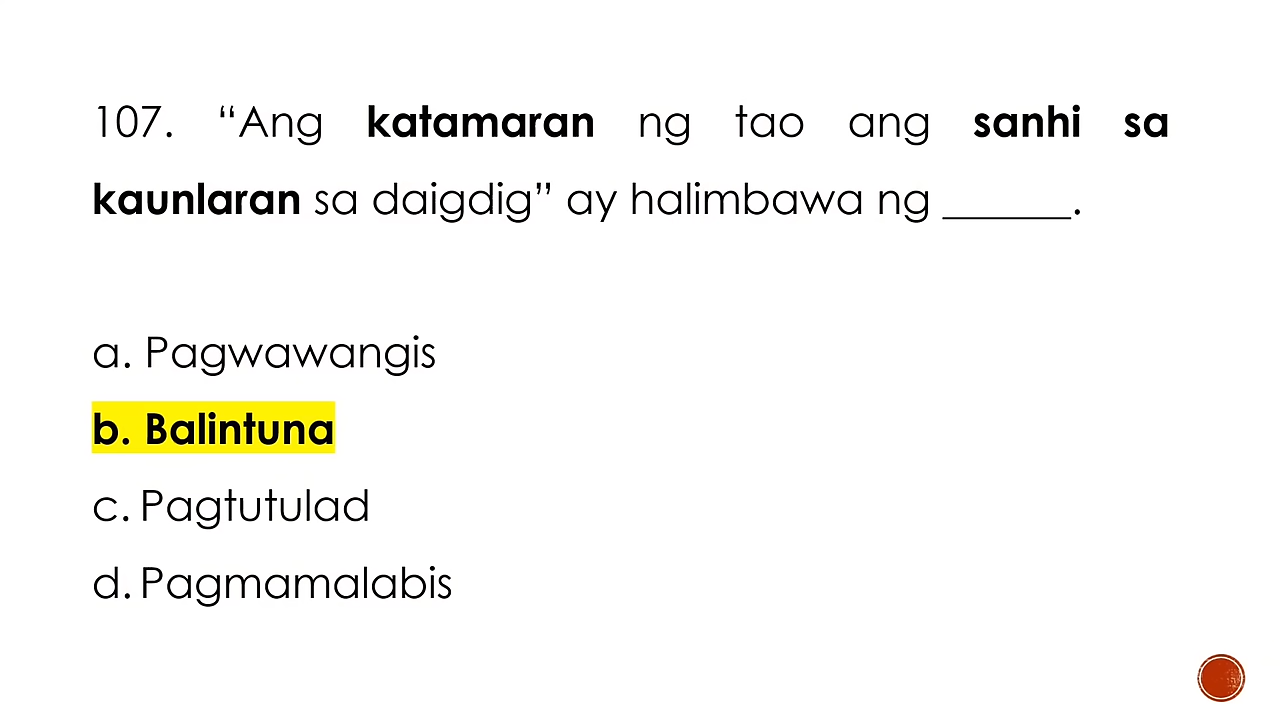 107. “Ang katamaran ng tao ang sanhi sa
kaunlaran sa daigdig” ay halimbawa ng ______.
a. Pagwawangis
b. Balintuna
c. Pagtutulad
d. Pagmamalabis